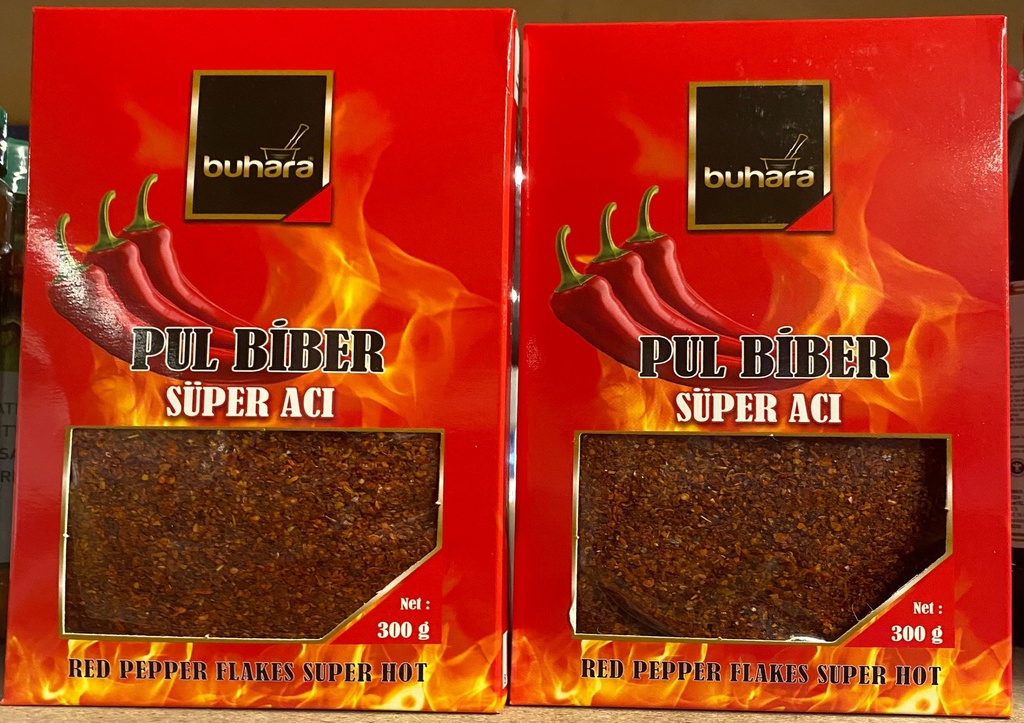 buhara
PUL BİBER
SÜPER ACI
Net :
300 g
RED PEPPER FLAKES SUPER HOT
buhara
PUL BİBER
SÜPER ACI
Net :
300 g
RED PEPPER FLAKES SUPER HOT